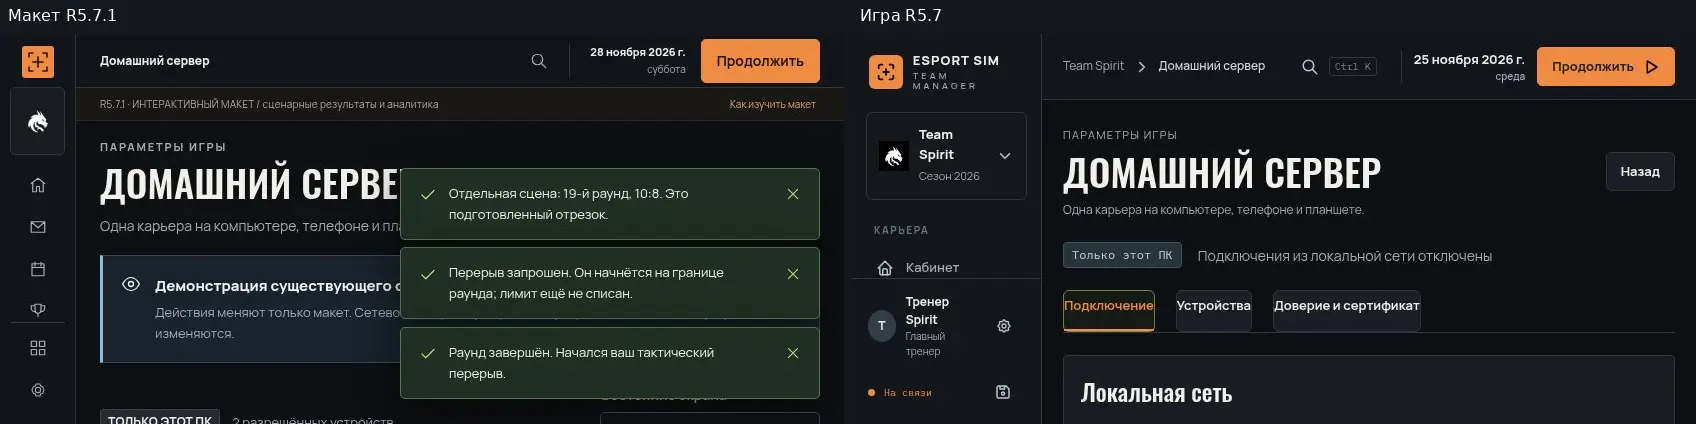 Макет R5.7.1
Домашний сервер
28 ноября 2026 г.
суббота
Продолжить
R5.7.1 · ИНТЕРАКТИВНЫЙ МАКЕТ / сценарные результаты и аналитика
Как изучить макет
ПАРАМЕТРЫ ИГРЫ
ДОМАШНИЙ СЕРВЕ
Одна карьера на компьютере, телефоне и пл
Отдельная сцена: 19-й раунд, 10:8. Это
подготовленный отрезок.
Демонстрация существующего
Действия меняют только макет. Сетево
изменяются.
Перерыв запрошен. Он начнётся на границе
раунда; лимит ещё не списан.
Раунд завершён. Начался ваш тактический
перерыв.
ТОЛЬКО ЭТОТ ПК
2 разрешённых устройств
Игра R5.7
ESPORT SIM
TEAM
MANAGER
Team
Spirit
Сезон 2026
КАРЬЕРА
Кабинет
T
Тренер
Spirit
Главный
тренер
На связи
Team Spirit
Домашний сервер
Ctrl K
25 ноября 2026 г.
среда
Продолжить
ПАРАМЕТРЫ ИГРЫ
ДОМАШНИЙ СЕРВЕР
Одна карьера на компьютере, телефоне и планшете.
Назад
Только этот ПК
Подключения из локальной сети отключены
Подключение
Устройства
Доверие и сертификат
Локальная сеть